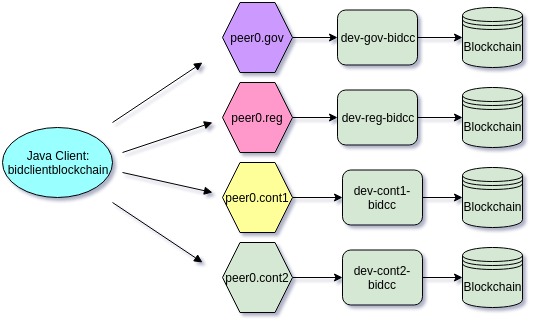 peer0.gov
dev-gov-bidcc
Blockchain
peer0.reg
dev-reg-bidcc
Blockchain
Java Client:
bidclientblockchain
peer0.cont1
dev-cont1-
bidcc
Blockchain
peer0.cont2
dev-cont2-
bidcc
Blockchain